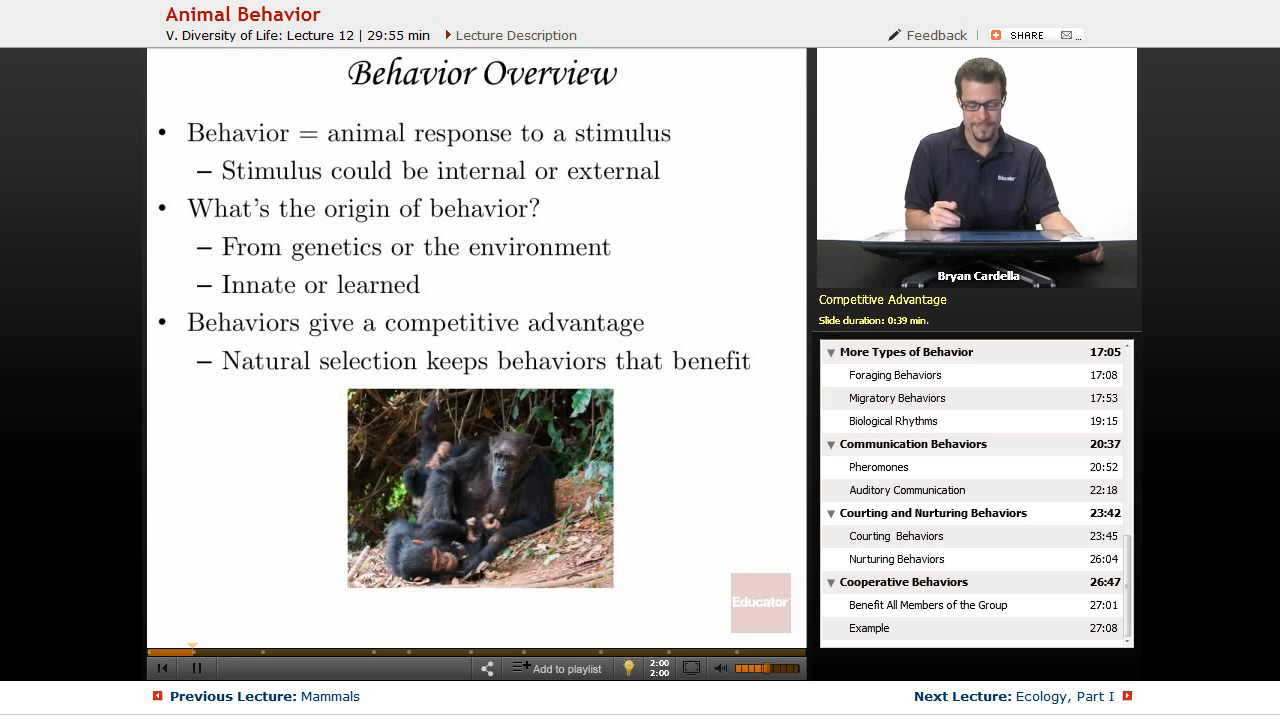 Animal Behavior
V. Diversity of Life: Lecture 12 | 29:55 min
Lecture Description
Feedback
SHARE
...
Behavior Overview
• Behavior = animal response to a stimulus
– Stimulus could be internal or external
• What's the origin of behavior?
– From genetics or the environment
– Innate or learned
• Behaviors give a competitive advantage
– Natural selection keeps behaviors that benefit
Educator
Educator
Bryan Cardella
Competitive Advantage
Slide duration: 0:39 min.
More Types of Behavior 17:05
Foraging Behaviors 17:08
Migratory Behaviors 17:53
Biological Rhythms 19:15
Communication Behaviors 20:37
Pheromones 20:52
Auditory Communication 22:18
Courting and Nurturing Behaviors 23:42
Courting Behaviors 23:45
Nurturing Behaviors 26:04
Cooperative Behaviors 26:47
Benefit All Members of the Group 27:01
Example 27:08
Add to playlist
2:00
2:00
Previous Lecture: Mammals
Next Lecture: Ecology, Part I